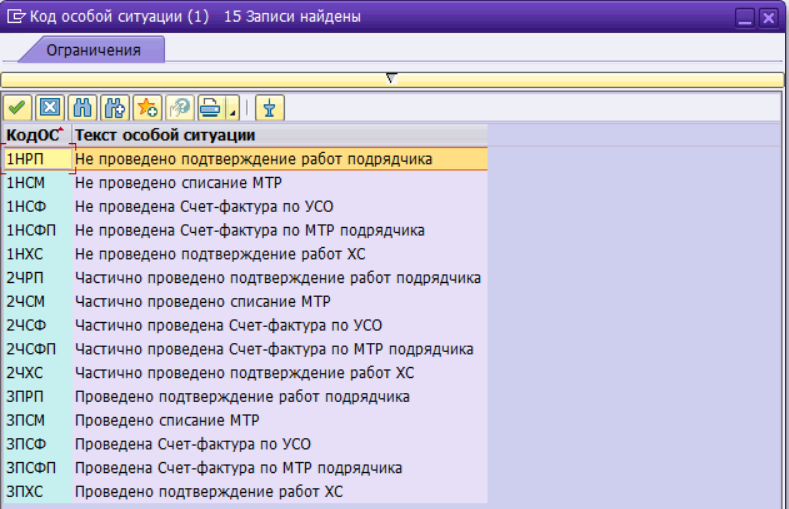 Код особой ситуации (1) 15 Записи найдены
Ограничения
КодОС Текст особой ситуации
1НРП Не проведено подтверждение работ подрядчика
1НСМ Не проведено списание МТР
1НСФ Не проведена Счет-фактура по УСО
1НСФП Не проведена Счет-фактура по МТР подрядчика
1НХС Не проведено подтверждение работ ХС
2ЧРП Частично проведено подтверждение работ подрядчика
2ЧСМ Частично проведено списание МТР
2ЧСФ Частично проведена Счет-фактура по УСО
2ЧСФП Частично проведена Счет-фактура по МТР подрядчика
2ЧХС Частично проведено подтверждение работ ХС
3ПРП Проведено подтверждение работ подрядчика
3ПСМ Проведено списание МТР
3ПСФ Проведена Счет-фактура по УСО
3ПСФП Проведена Счет-фактура по МТР подрядчика
3ПХС Проведено подтверждение работ ХС